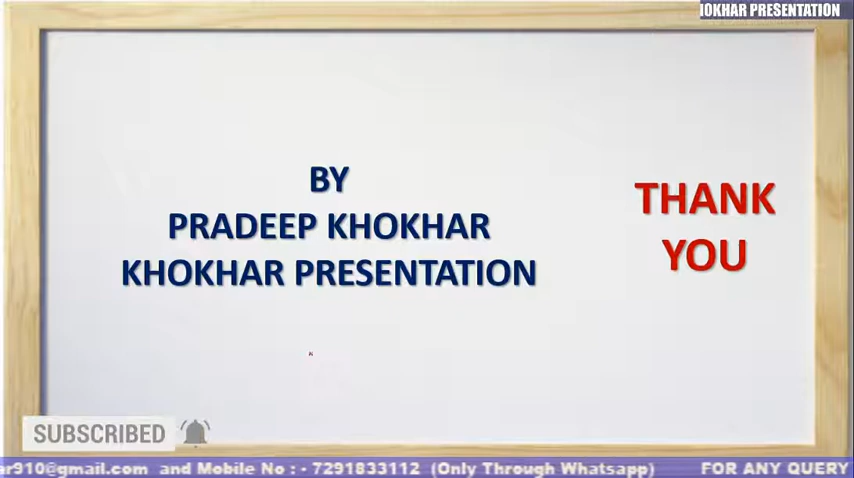 IOKHAR PRESENTATION
BY
PRADEEP KHOKHAR
KHOKHAR PRESENTATION
THANK
YOU
SUBSCRIBED
ar910@gmail.com and Mobile No : - 7291833112 (Only Through Whatsapp) FOR ANY QUERY